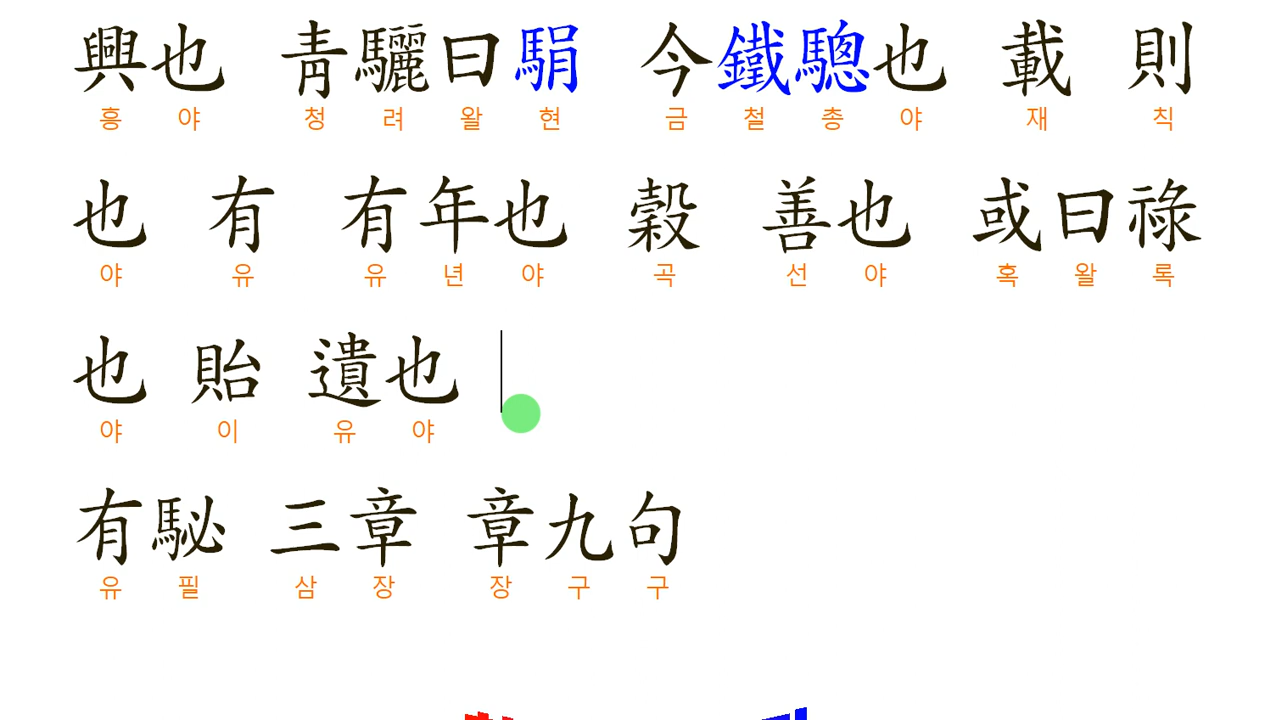 興也 靑驪曰駽 今鐵驄也 載 則
흥 야 청 려 왈 현 금 철 총 야 재 칙
也 有 有年也 穀 善也 或曰祿
야 유 유 년 야 곡 선 야 혹 왈 록
也 貽 遺也
야 이 유 야
有駜 三章 章九句
유 필 삼 장 장 구 구